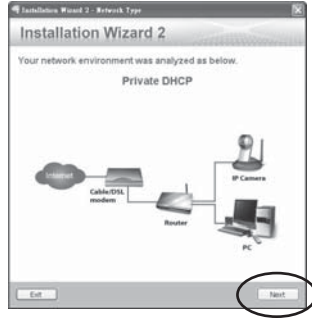 Installation Wizard 2 - Network Type
Installation Wizard 2
Your network environment was analyzed as below.
Private DHCP
Internet
Cable/DSL
modem
Router
IP Camera
PC
Exit
Next